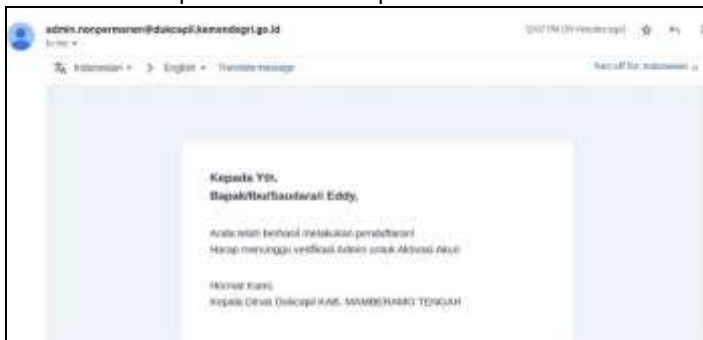 admin.nonpermanen@dukcapil.kemendagri.go.id
to me
Indonesian > English Translate message
Turn off for: Indonesian
Kepada Yth.
Bapak/Ibu/Saudara/i Eddy,
Anda telah berhasil melakukan pendaftaran!
Harap menunggu verifikasi Admin untuk Aktivasi Akun
Hormat Kami,
Kepala Dinas Dukcapil KAB. MAMBERAMO TENGAH